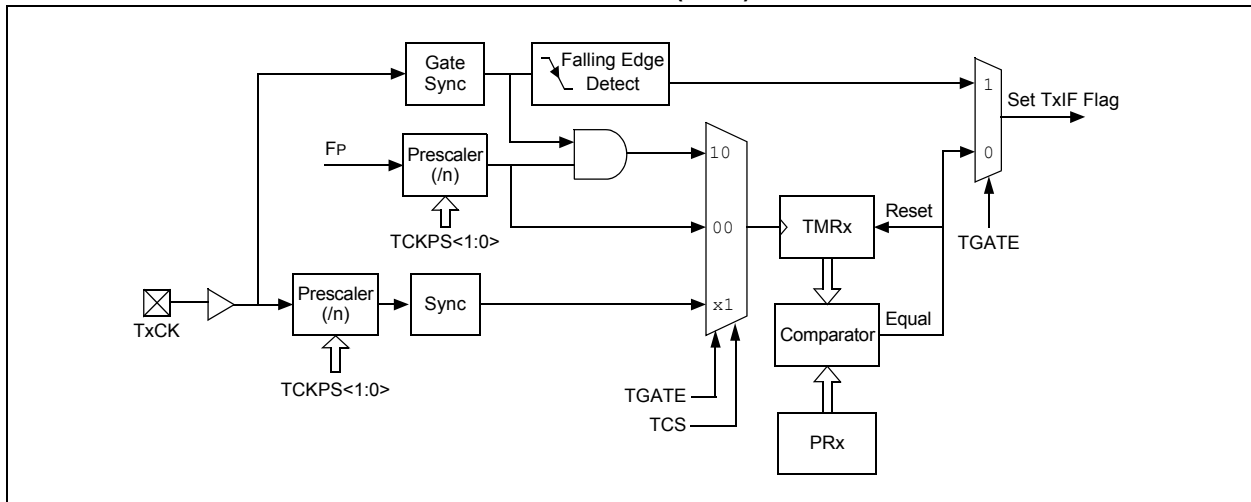 Gate
Sync
Falling Edge
Detect
1
Set TxIF Flag
0
TGATE
FP
Prescaler
(/n)
TCKPS<1:0>
10
00
x1
TMRx
Reset
TxCK
Prescaler
(/n)
Sync
TCKPS<1:0>
Comparator
Equal
TGATE
TCS
PRx